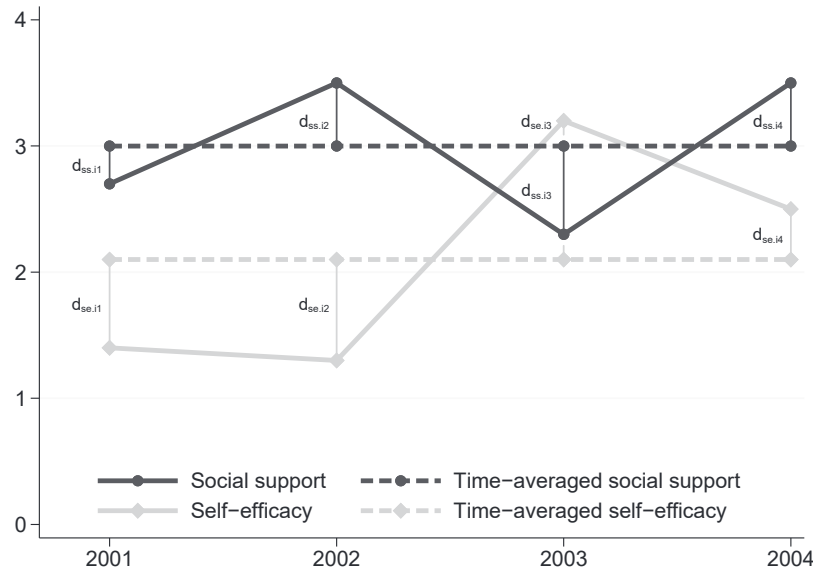 4
d_ss.i2 d_se.i3 d_ss.i4
3
d_ss.i1
d_ss.i3
d_se.i4
2
d_se.i1 d_se.i2
1
Social support Time−averaged social support
Self−efficacy Time−averaged self−efficacy
0
2001 2002 2003 2004